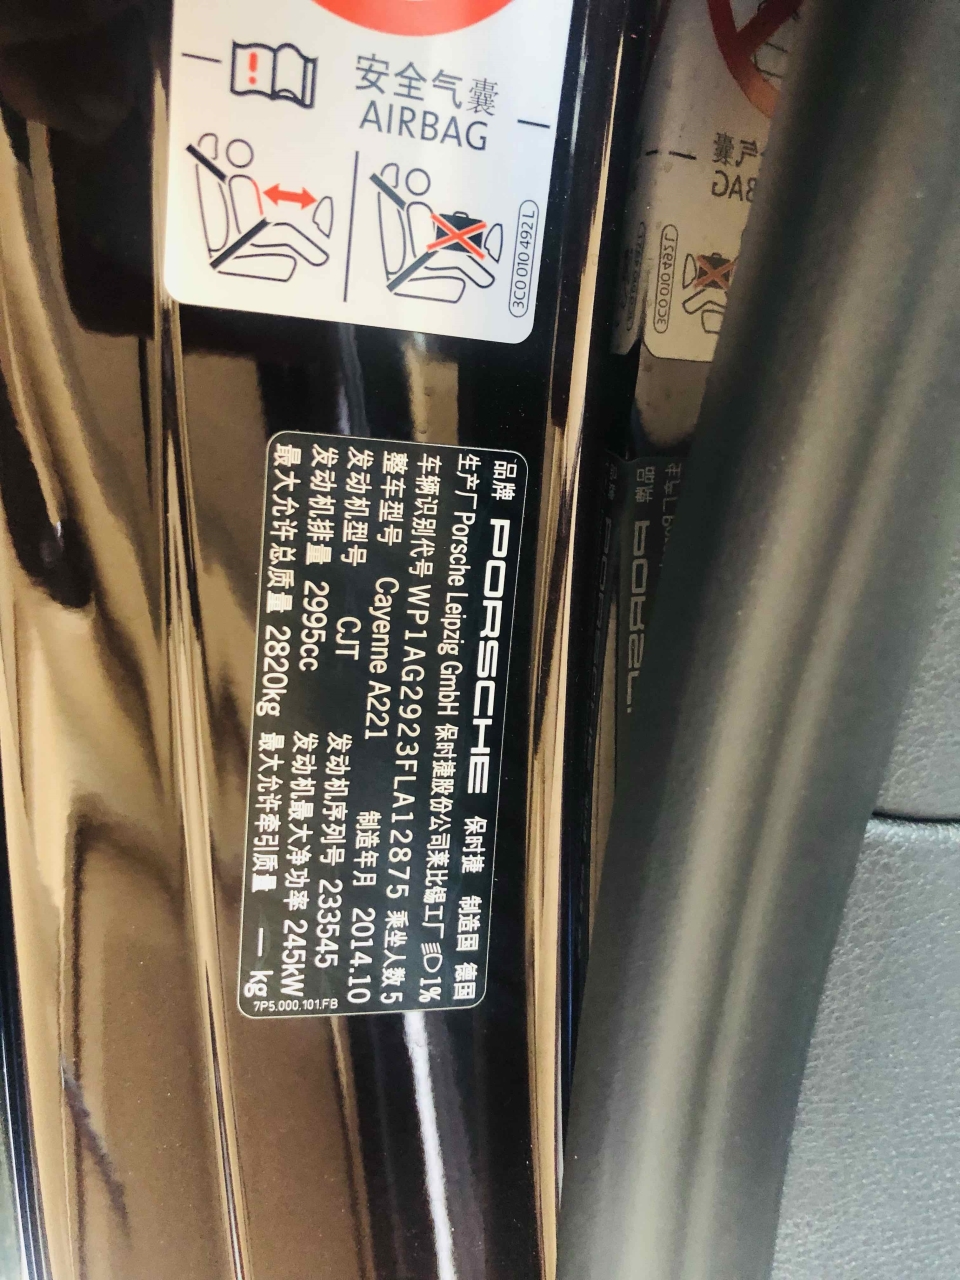 安全气囊
AIRBAG
3C0 010 492 L
品牌 PORSCHE 保时捷 制造国 德国
生产厂 Porsche Leipzig GmbH 保时捷股份公司莱比锡工厂 1%
车辆识别代号 WP1AG2923FLA12875 乘坐人数 5
整车型号 Cayenne A221 制造年月 2014.10
发动机型号 CJT 发动机序列号 233545
发动机排量 2995cc 发动机最大净功率 245kW
最大允许总质量 2820kg 最大允许牵引质量 — kg
7P5.000.101.FB